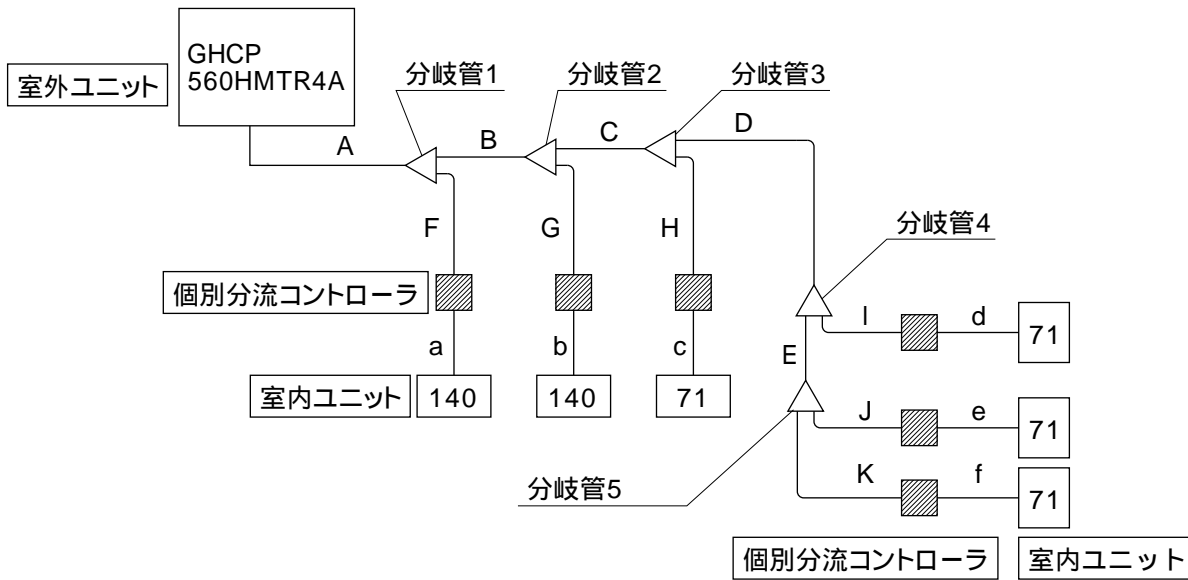 GHCP
560HMTR4A
室外ユニット
分岐管1
分岐管2
分岐管3
A
B
C
D
F
G
H
分岐管4
個別分流コントローラ
I
d
71
a
b
c
E
室内ユニット
140
140
71
J
e
71
分岐管5
K
f
71
個別分流コントローラ
室内ユニット